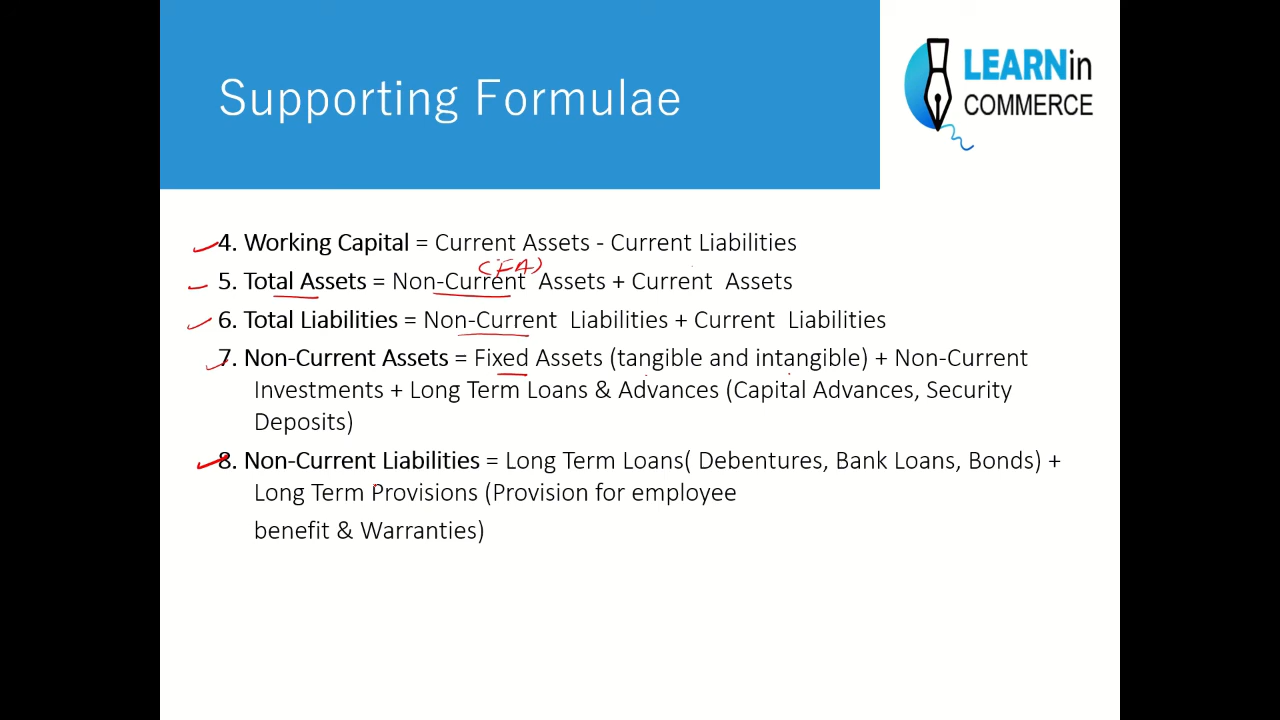 Supporting Formulae
LEARNin
COMMERCE
4. Working Capital = Current Assets - Current Liabilities
(FA)
5. Total Assets = Non-Current Assets + Current Assets
6. Total Liabilities = Non-Current Liabilities + Current Liabilities
7. Non-Current Assets = Fixed Assets (tangible and intangible) + Non-Current
Investments + Long Term Loans & Advances (Capital Advances, Security
Deposits)
8. Non-Current Liabilities = Long Term Loans( Debentures, Bank Loans, Bonds) +
Long Term Provisions (Provision for employee
benefit & Warranties)